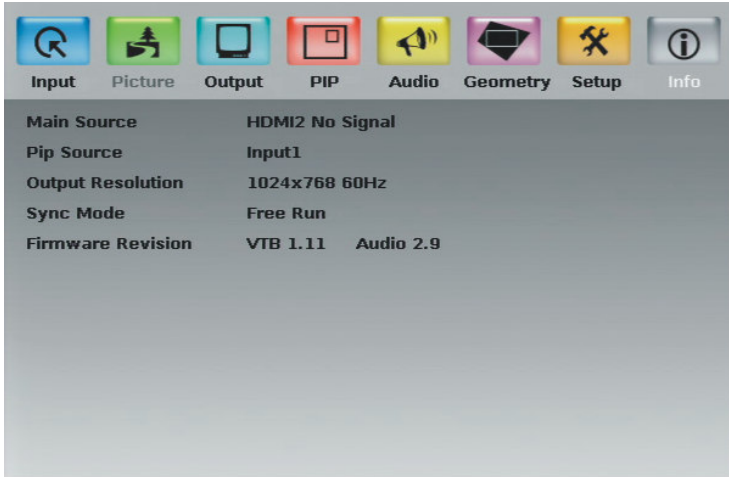 Input Picture Output PIP Audio Geometry Setup Info
Main Source HDMI2 No Signal
Pip Source Input1
Output Resolution 1024x768 60Hz
Sync Mode Free Run
Firmware Revision VTB 1.11 Audio 2.9